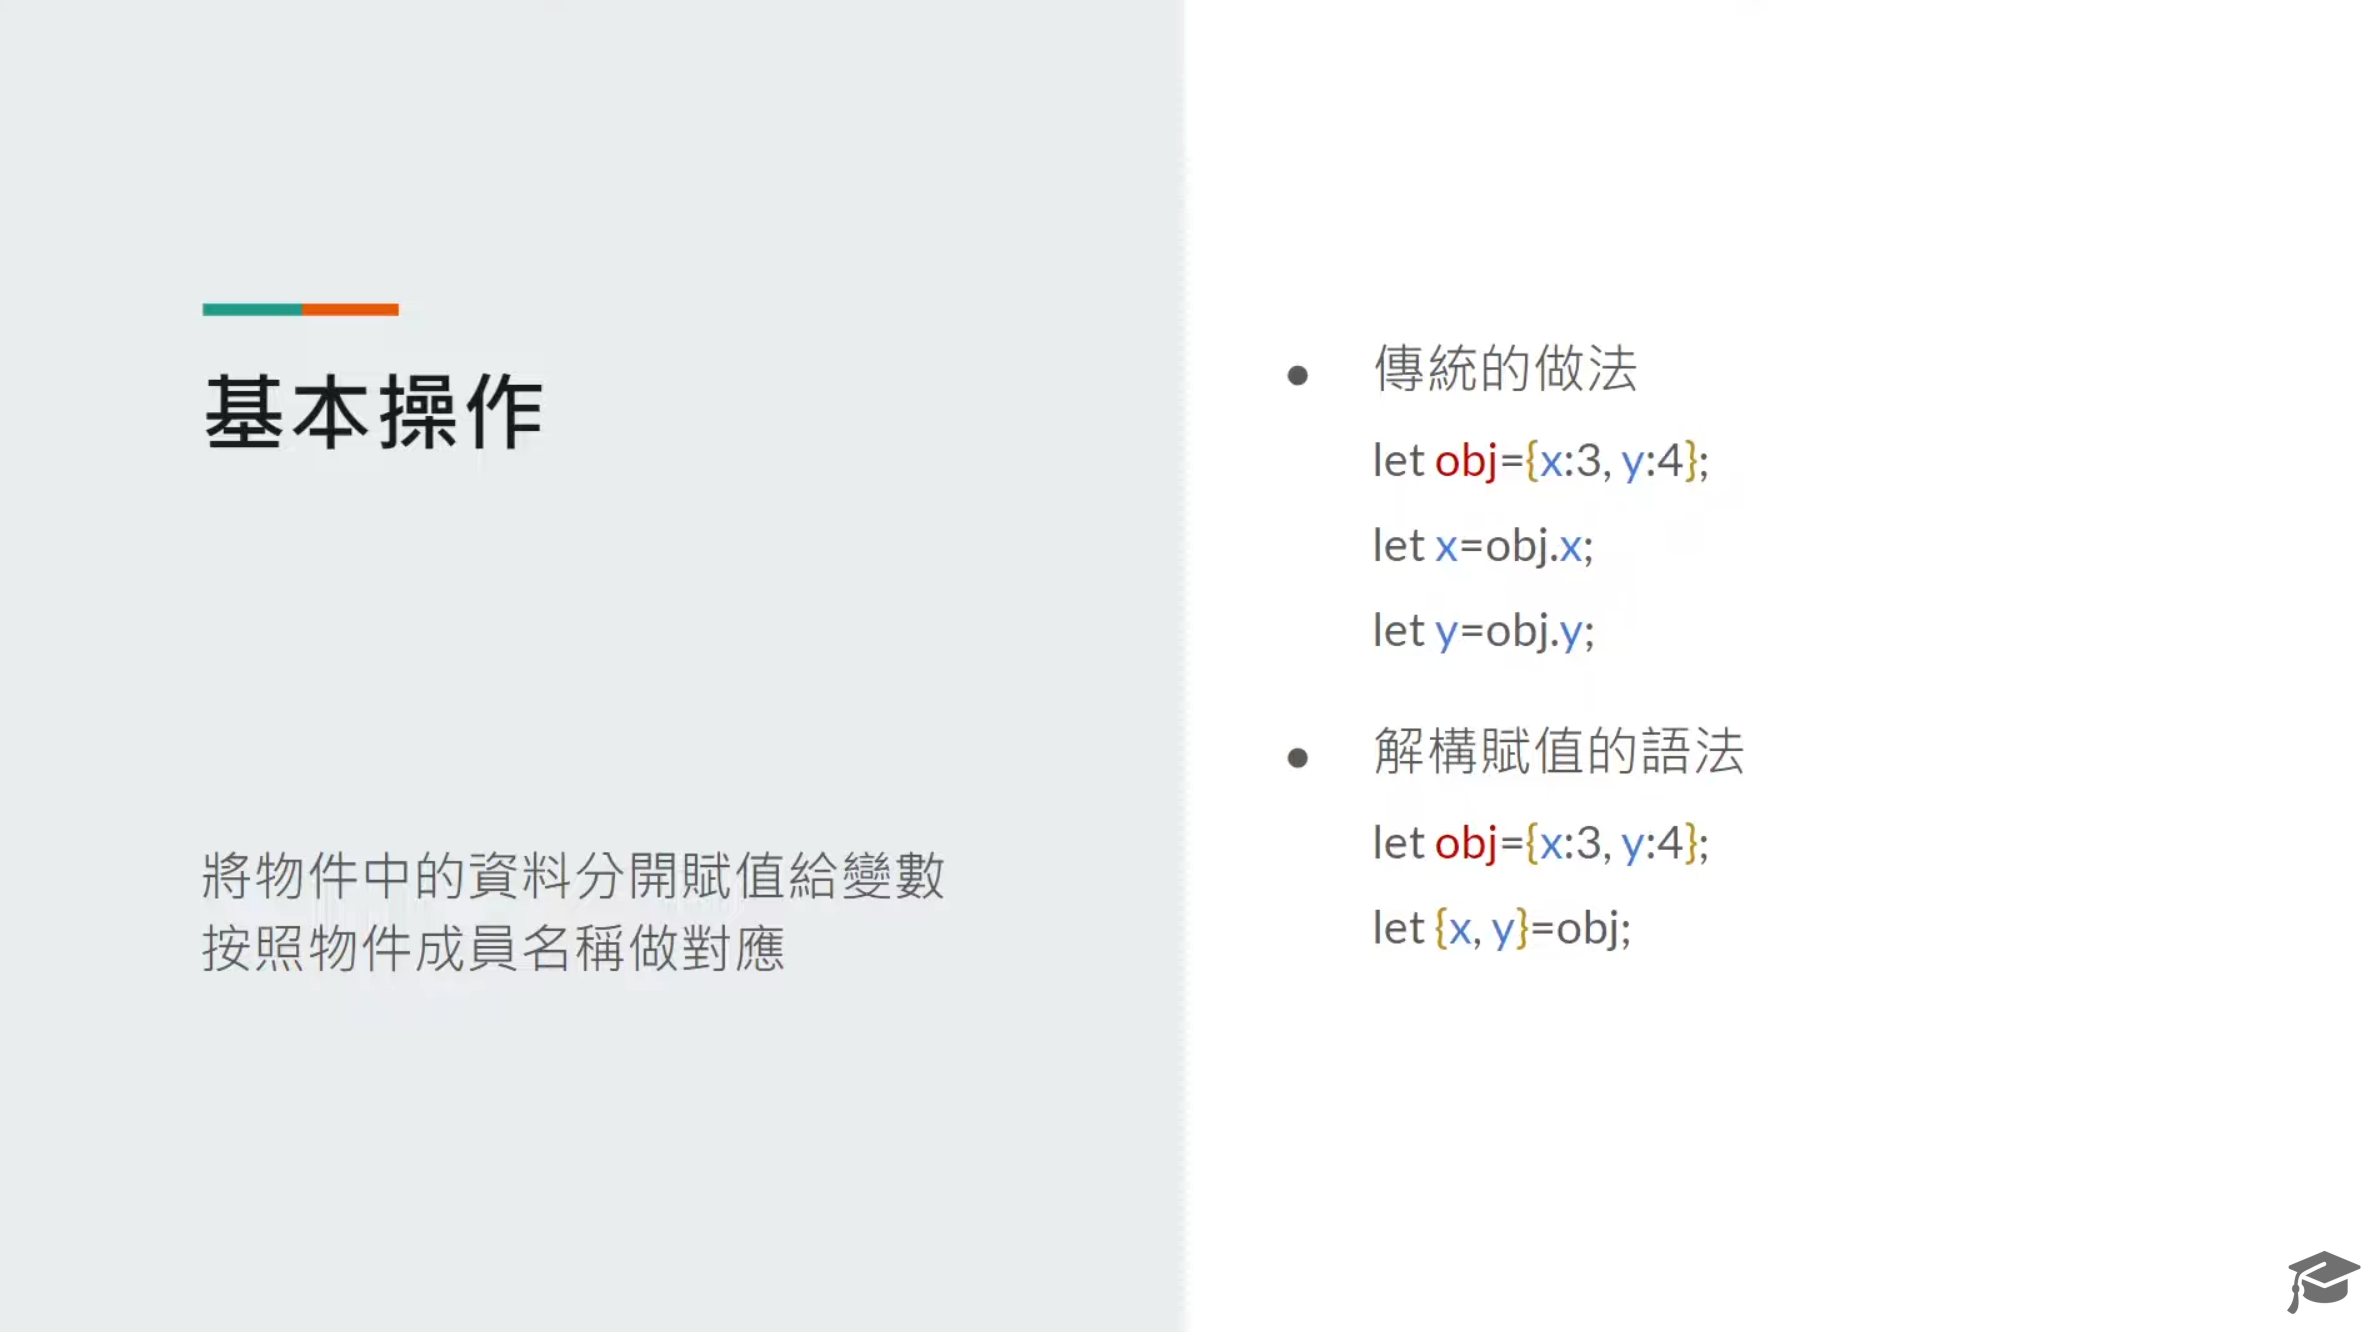 基本操作
將物件中的資料分開賦值給變數
按照物件成員名稱做對應
● 傳統的做法
let obj={x:3, y:4};
let x=obj.x;
let y=obj.y;
● 解構賦值的語法
let obj={x:3, y:4};
let {x, y}=obj;